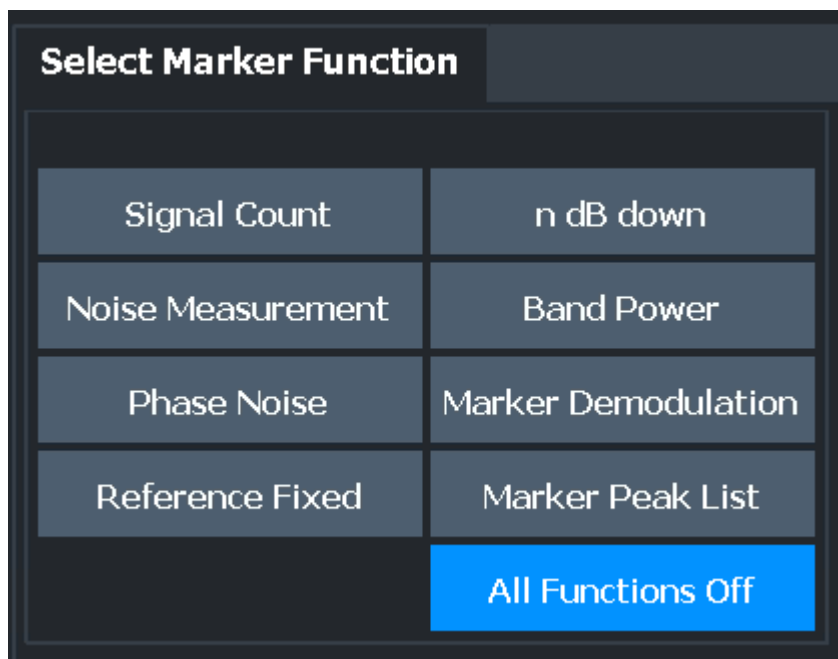 Select Marker Function
Signal Count
n dB down
Noise Measurement
Band Power
Phase Noise
Marker Demodulation
Reference Fixed
Marker Peak List
All Functions Off